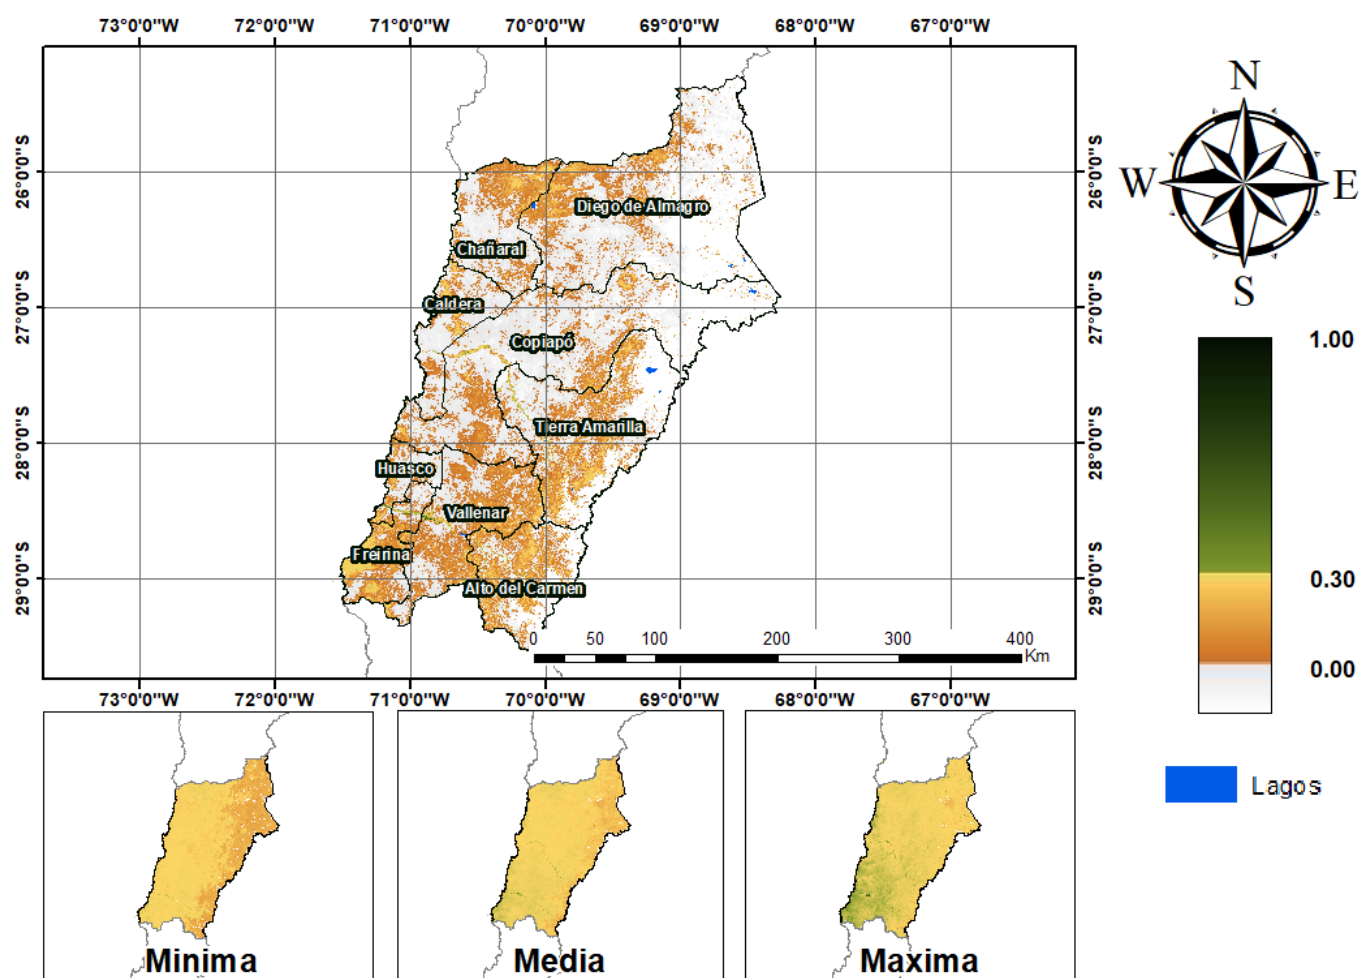 73°0'0"W 72°0'0"W 71°0'0"W 70°0'0"W 69°0'0"W 68°0'0"W 67°0'0"W
26°0'0"S 26°0'0"S
27°0'0"S 27°0'0"S
28°0'0"S 28°0'0"S
29°0'0"S 29°0'0"S
Diego de Almagro
Chañaral
Caldera
Copiapó
Tierra Amarilla
Huasco
Vallenar
Freirina
Alto del Carmen
0 50 100 200 300 400
Km
73°0'0"W 72°0'0"W 71°0'0"W 70°0'0"W 69°0'0"W 68°0'0"W 67°0'0"W
N
W E
S
1.00
0.30
0.00
Lagos
Minima Media Maxima